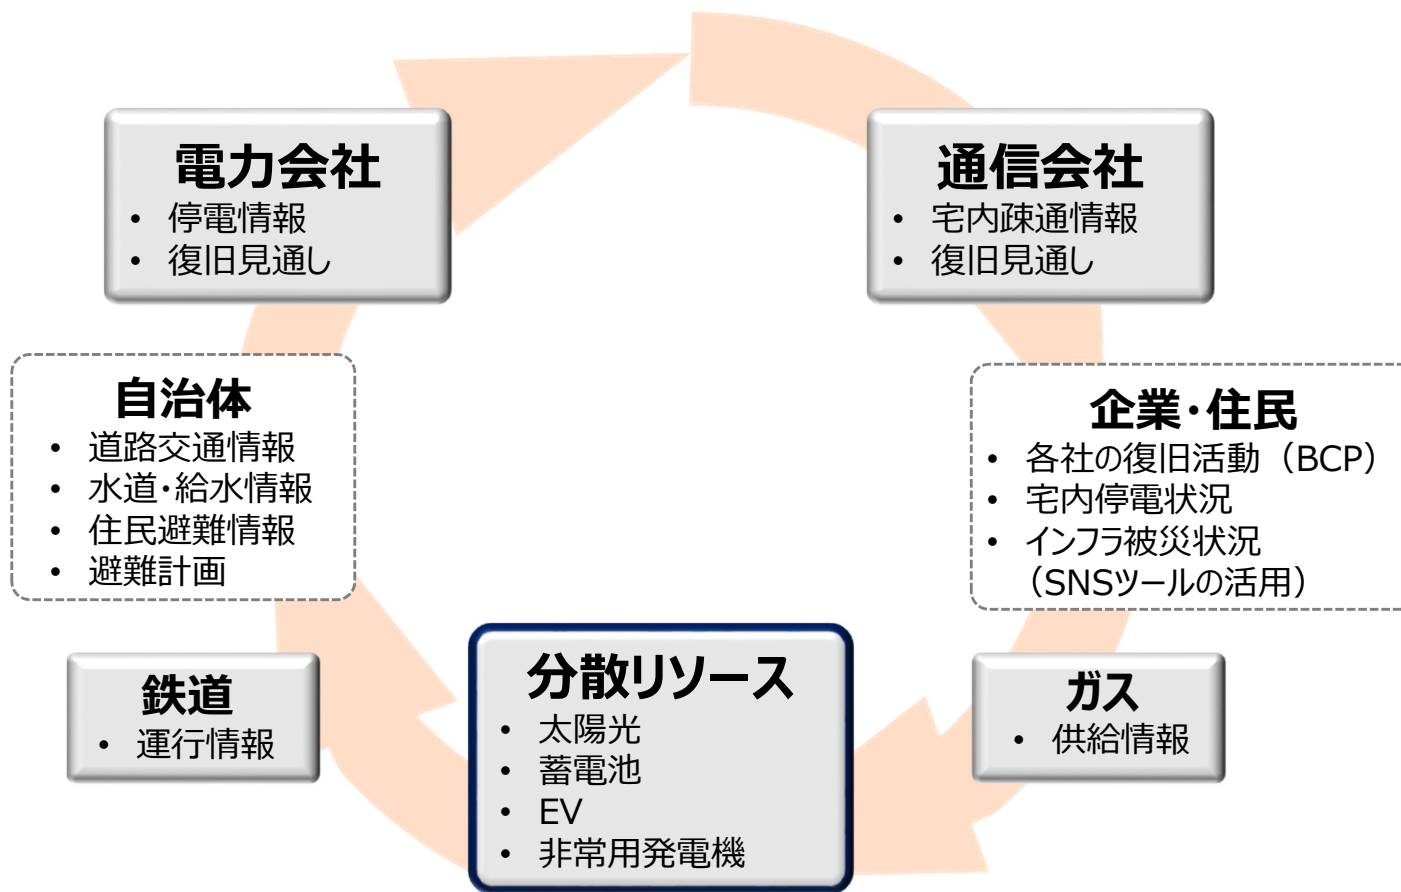 電力会社
• 停電情報
• 復旧見通し
通信会社
• 宅内疎通情報
• 復旧見通し
自治体
• 道路交通情報
• 水道・給水情報
• 住民避難情報
• 避難計画
企業・住民
• 各社の復旧活動（BCP）
• 宅内停電状況
• インフラ被災状況
（SNSツールの活用）
鉄道
• 運行情報
分散リソース
• 太陽光
• 蓄電池
• EV
• 非常用発電機
ガス
• 供給情報